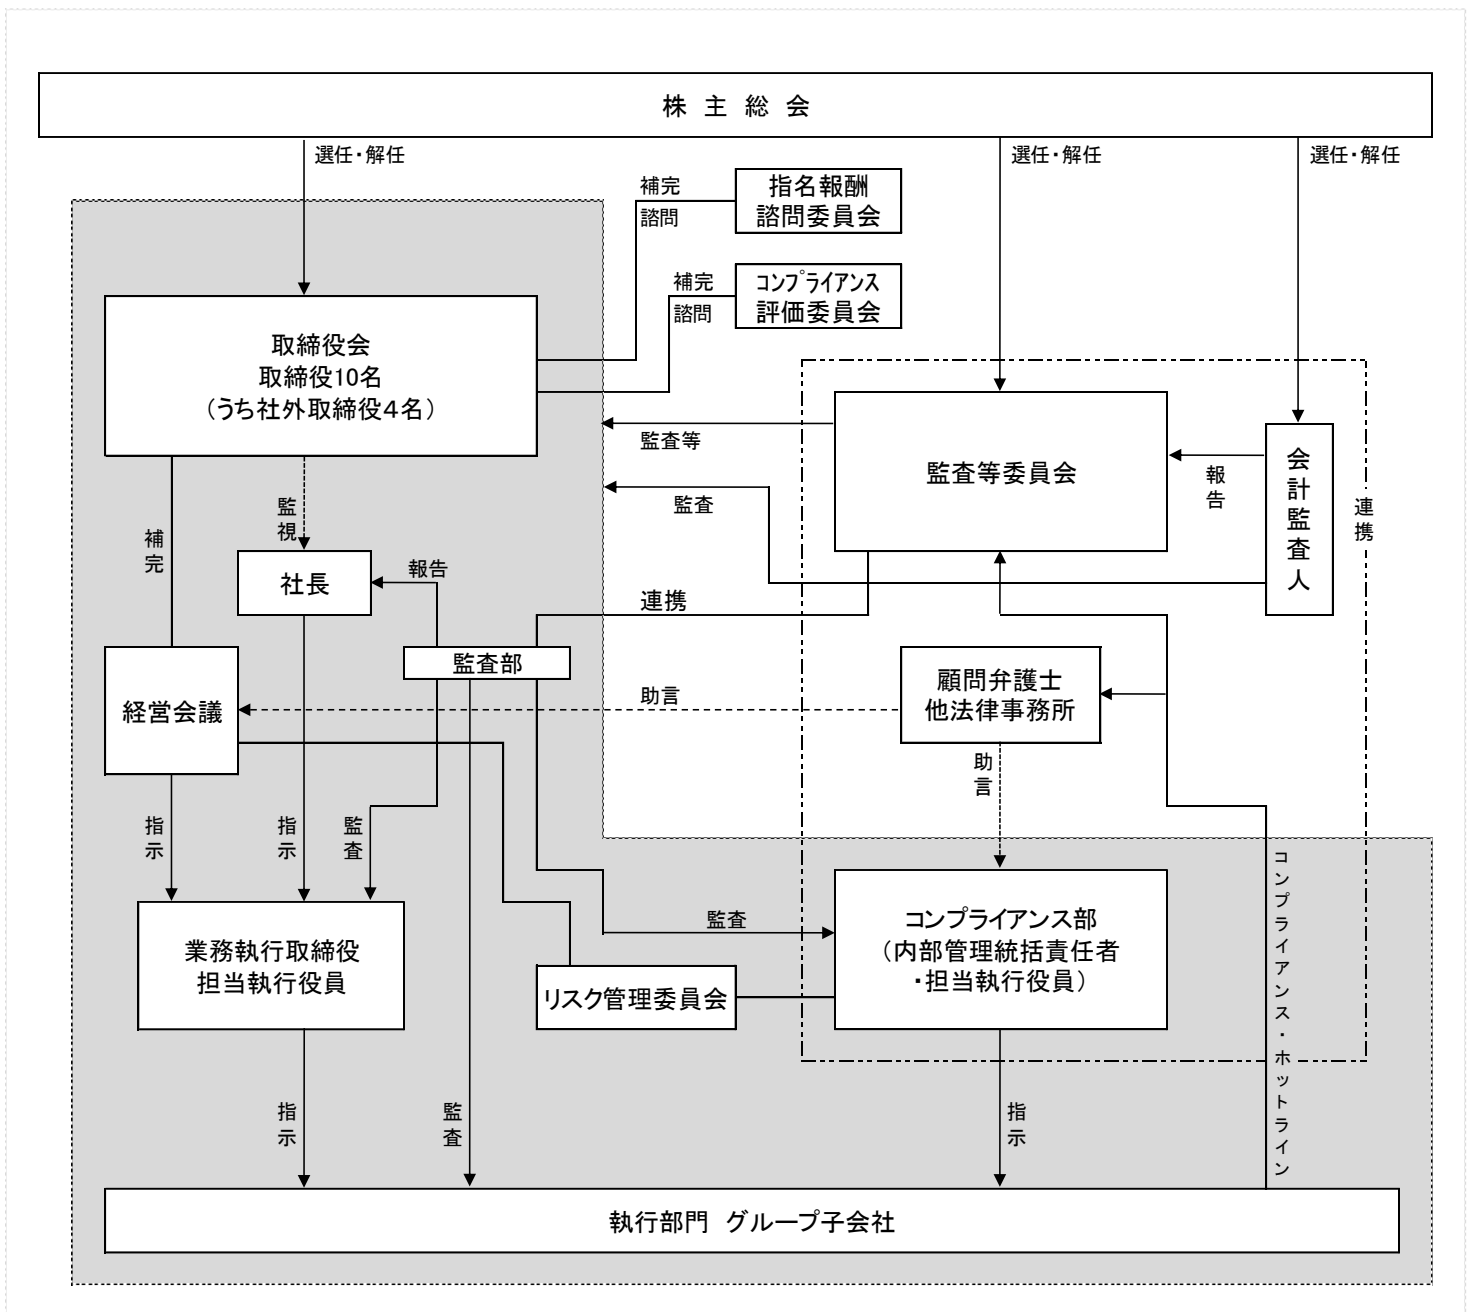 株 主 総 会
選任・解任
選任・解任
選任・解任
補完
諮問
指名報酬
諮問委員会
補完
諮問
コンプライアンス
評価委員会
取締役会
取締役10名
（うち社外取締役４名）
監査等
監査等委員会
報告
会計監査人
連携
監査
監視
補完
社長
報告
連携
監査部
経営会議
助言
顧問弁護士
他法律事務所
助言
指示
指示
監査
コンプライアンス・ホットライン
業務執行取締役
担当執行役員
監査
コンプライアンス部
（内部管理統括責任者
・担当執行役員）
リスク管理委員会
指示
監査
指示
執行部門 グループ子会社